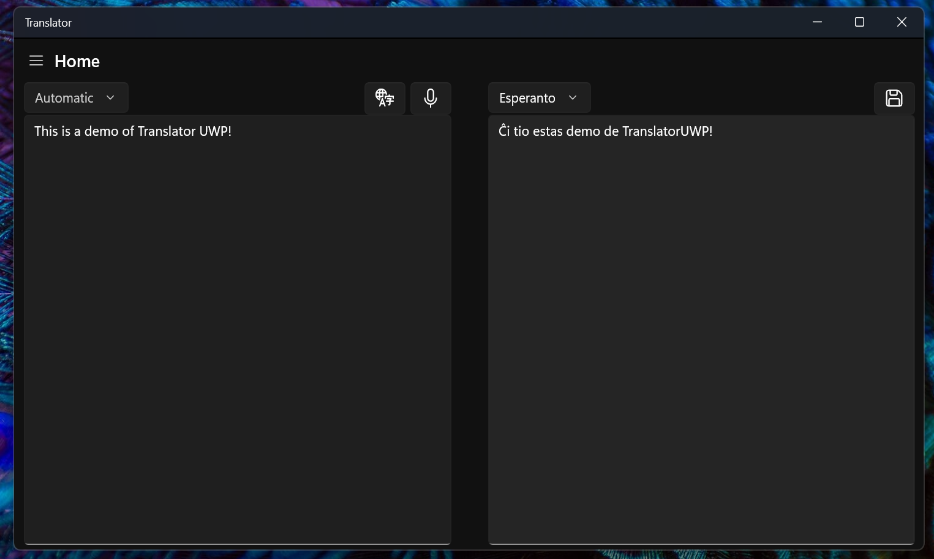 Translator
Home
Automatic
Esperanto
This is a demo of Translator UWP!
Ĉi tio estas demo de TranslatorUWP!